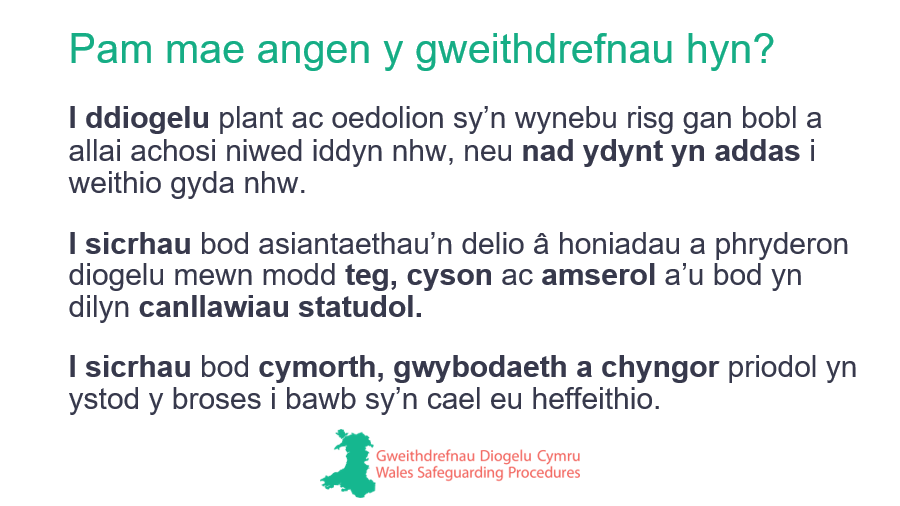 Pam mae angen y gweithdrefnau hyn?
I ddiogelu plant ac oedolion sy’n wynebu risg gan bobl a
allai achosi niwed iddyn nhw, neu nad ydynt yn addas i
weithio gyda nhw.
I sicrhau bod asiantaethau’n delio â honiadau a phryderon
diogelu mewn modd teg, cyson ac amserol a’u bod yn
dilyn canllawiau statudol.
I sicrhau bod cymorth, gwybodaeth a chyngor priodol yn
ystod y broses i bawb sy’n cael eu heffeithio.
Gweithdrefnau Diogelu Cymru
Wales Safeguarding Procedures